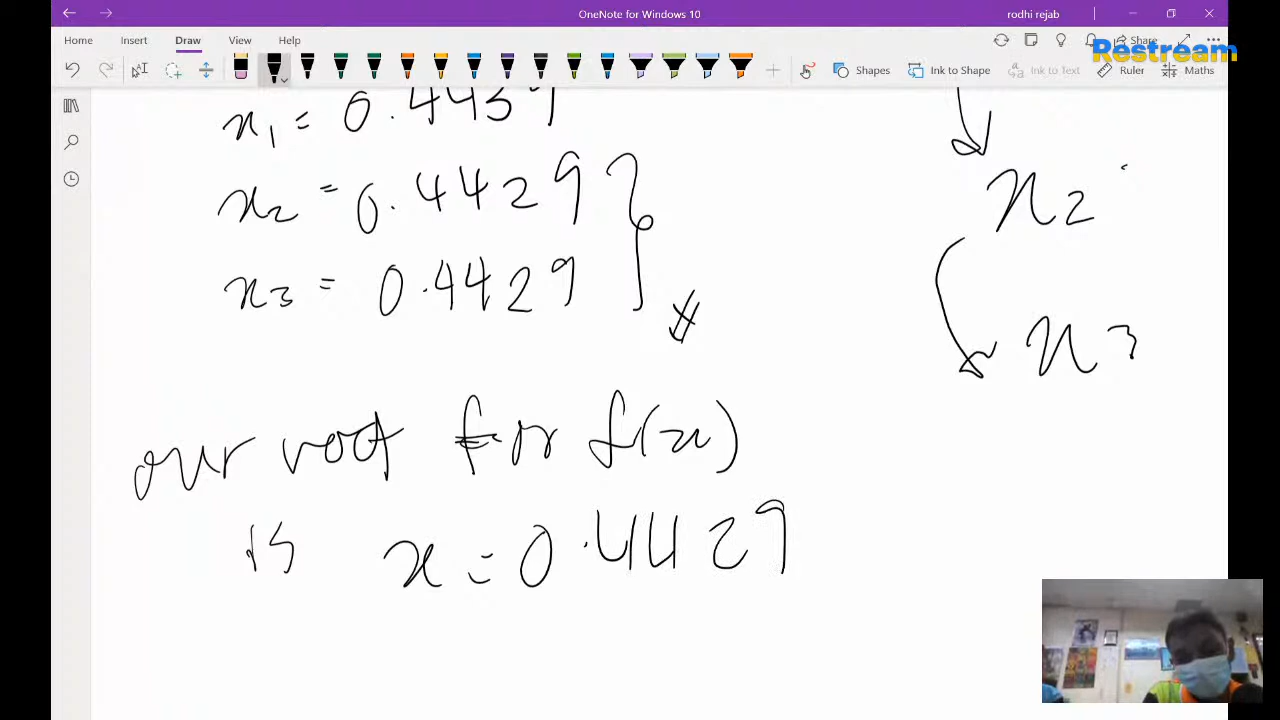 OneNote for Windows 10
rodhi rejab
Home Insert Draw View Help
Share
Restream
Shapes Ink to Shape Ink to Text Ruler Maths
x1 = 0.4439
x2 = 0.4429
x3 = 0.4429
x2
x3
our root for f(x)
is x = 0.4429